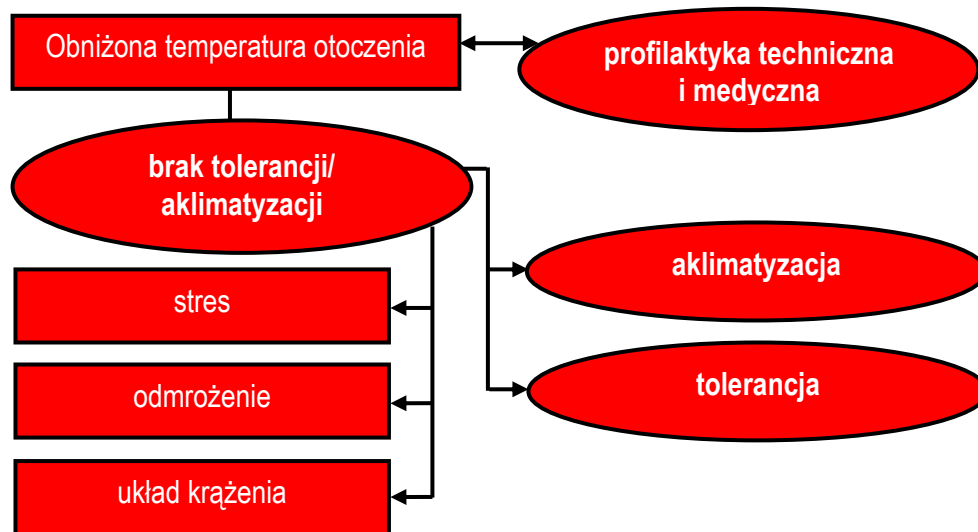 Obniżona temperatura otoczenia
profilaktyka techniczna
i medyczna
brak tolerancji/
aklimatyzacji
aklimatyzacja
stres
tolerancja
odmrożenie
układ krążenia